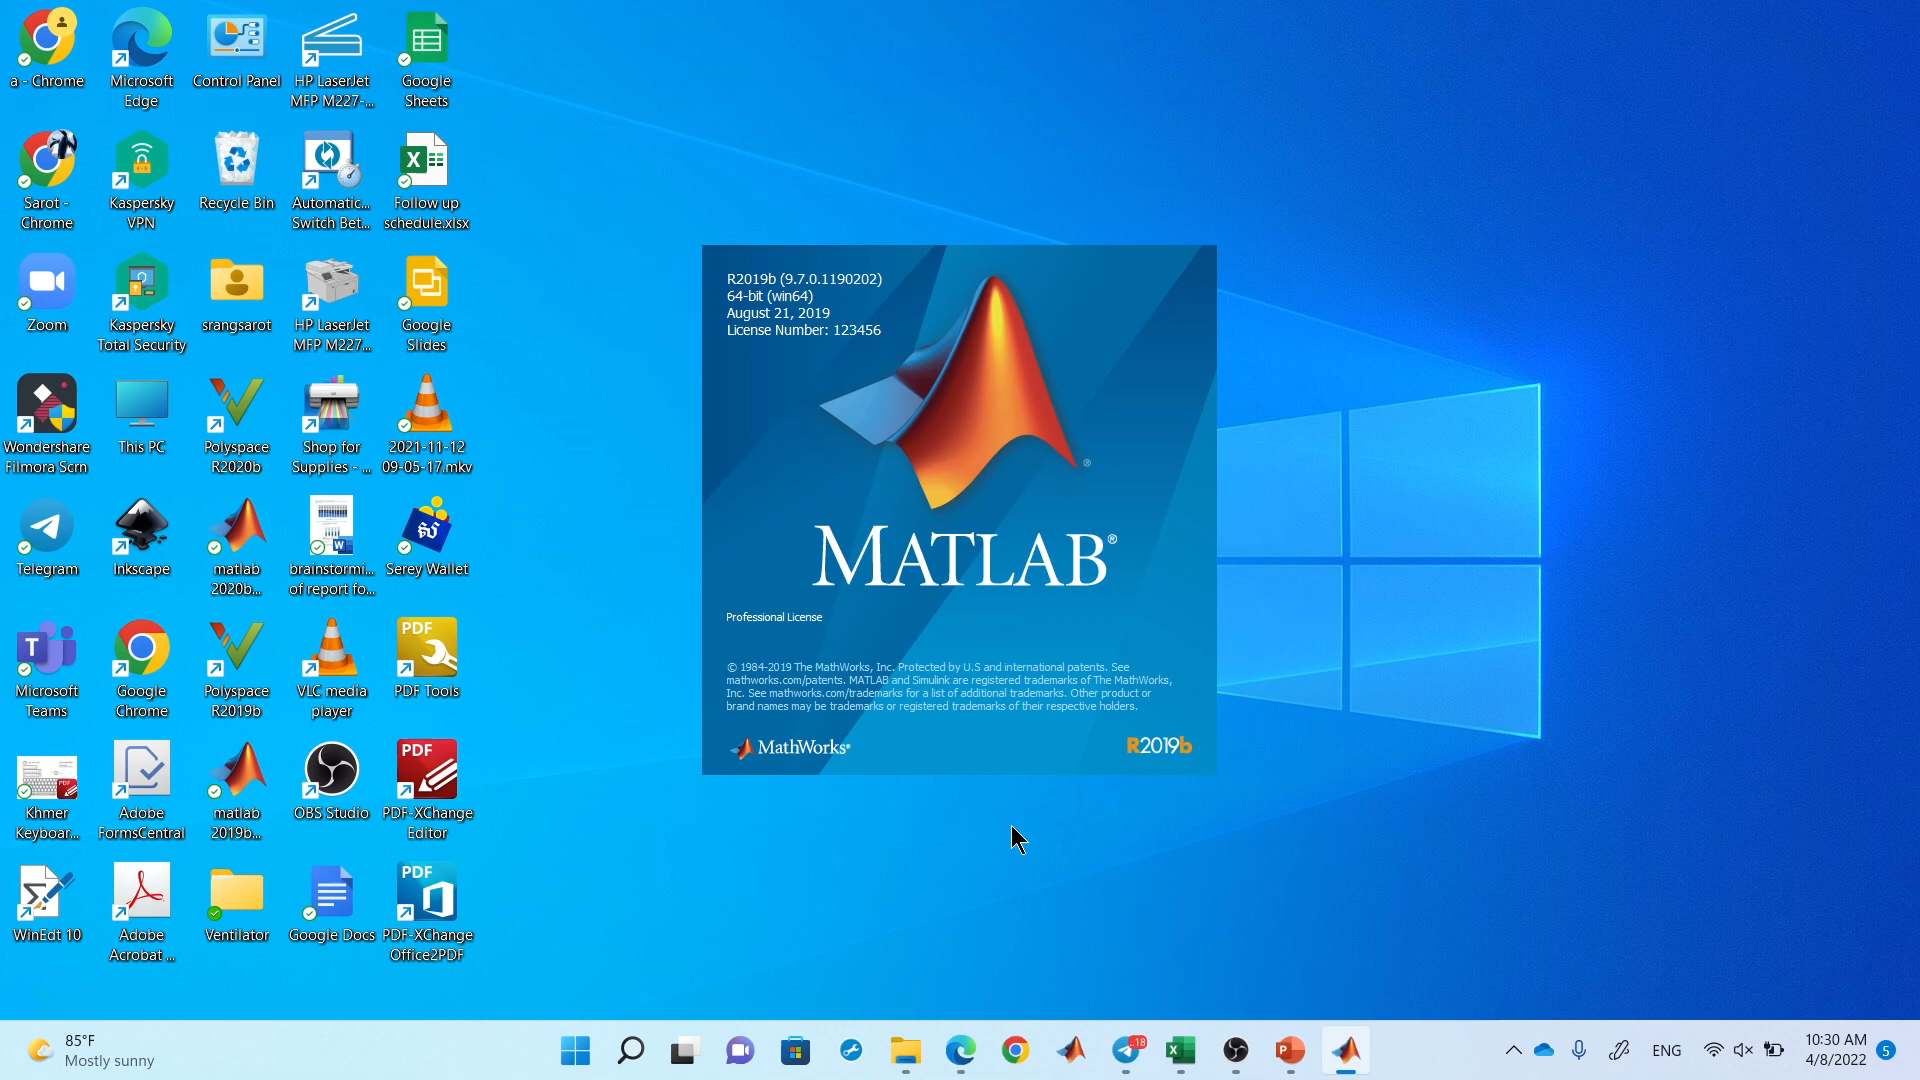 a - Chrome
Microsoft
Edge
Control Panel
HP LaserJet
MFP M227-...
Google
Sheets
Sarot -
Chrome
Kaspersky
VPN
Recycle Bin
Automatic...
Switch Bet...
Follow up
schedule.xlsx
Zoom
Kaspersky
Total Security
srangsarot
HP LaserJet
MFP M227...
Google
Slides
Wondershare
Filmora Scrn
This PC
Polyspace
R2020b
Shop for
Supplies - ...
2021-11-12
09-05-17.mkv
Telegram
Inkscape
matlab
2020b...
brainstormi...
of report fo...
Serey Wallet
Microsoft
Teams
Google
Chrome
Polyspace
R2019b
VLC media
player
PDF
PDF Tools
Khmer
Keyboar...
Adobe
FormsCentral
matlab
2019b...
OBS Studio
PDF
PDF-XChange
Editor
WinEdt 10
Adobe
Acrobat ...
Ventilator
Google Docs
PDF
PDF-XChange
Office2PDF
R2019b (9.7.0.1190202)
64-bit (win64)
August 21, 2019
License Number: 123456
MATLAB®
Professional License
© 1984-2019 The MathWorks, Inc. Protected by U.S and international patents. See
mathworks.com/patents. MATLAB and Simulink are registered trademarks of The MathWorks,
Inc. See mathworks.com/trademarks for a list of additional trademarks. Other product or
brand names may be trademarks or registered trademarks of their respective holders.
MathWorks®
R2019b
85°F
Mostly sunny
18
ENG
10:30 AM
4/8/2022
5